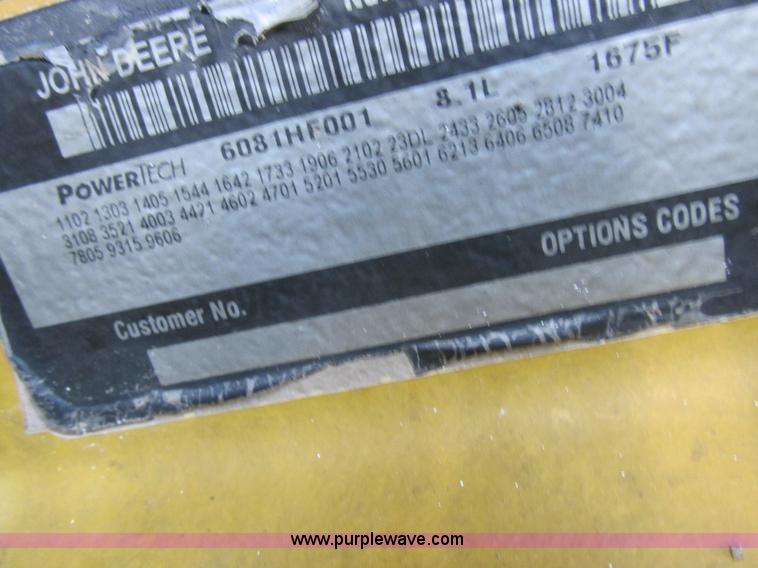 JOHN DEERE
POWERTECH 6081HF001 8.1L 1675F
1102 1303 1405 1544 1642 1733 1906 2102 23DL 2433 2605 2812 3004
3108 3521 4003 4421 4602 4701 5201 5530 5601 6213 6406 6508 7410
7805 9315 9606
OPTIONS CODES
Customer No.
www.purplewave.com